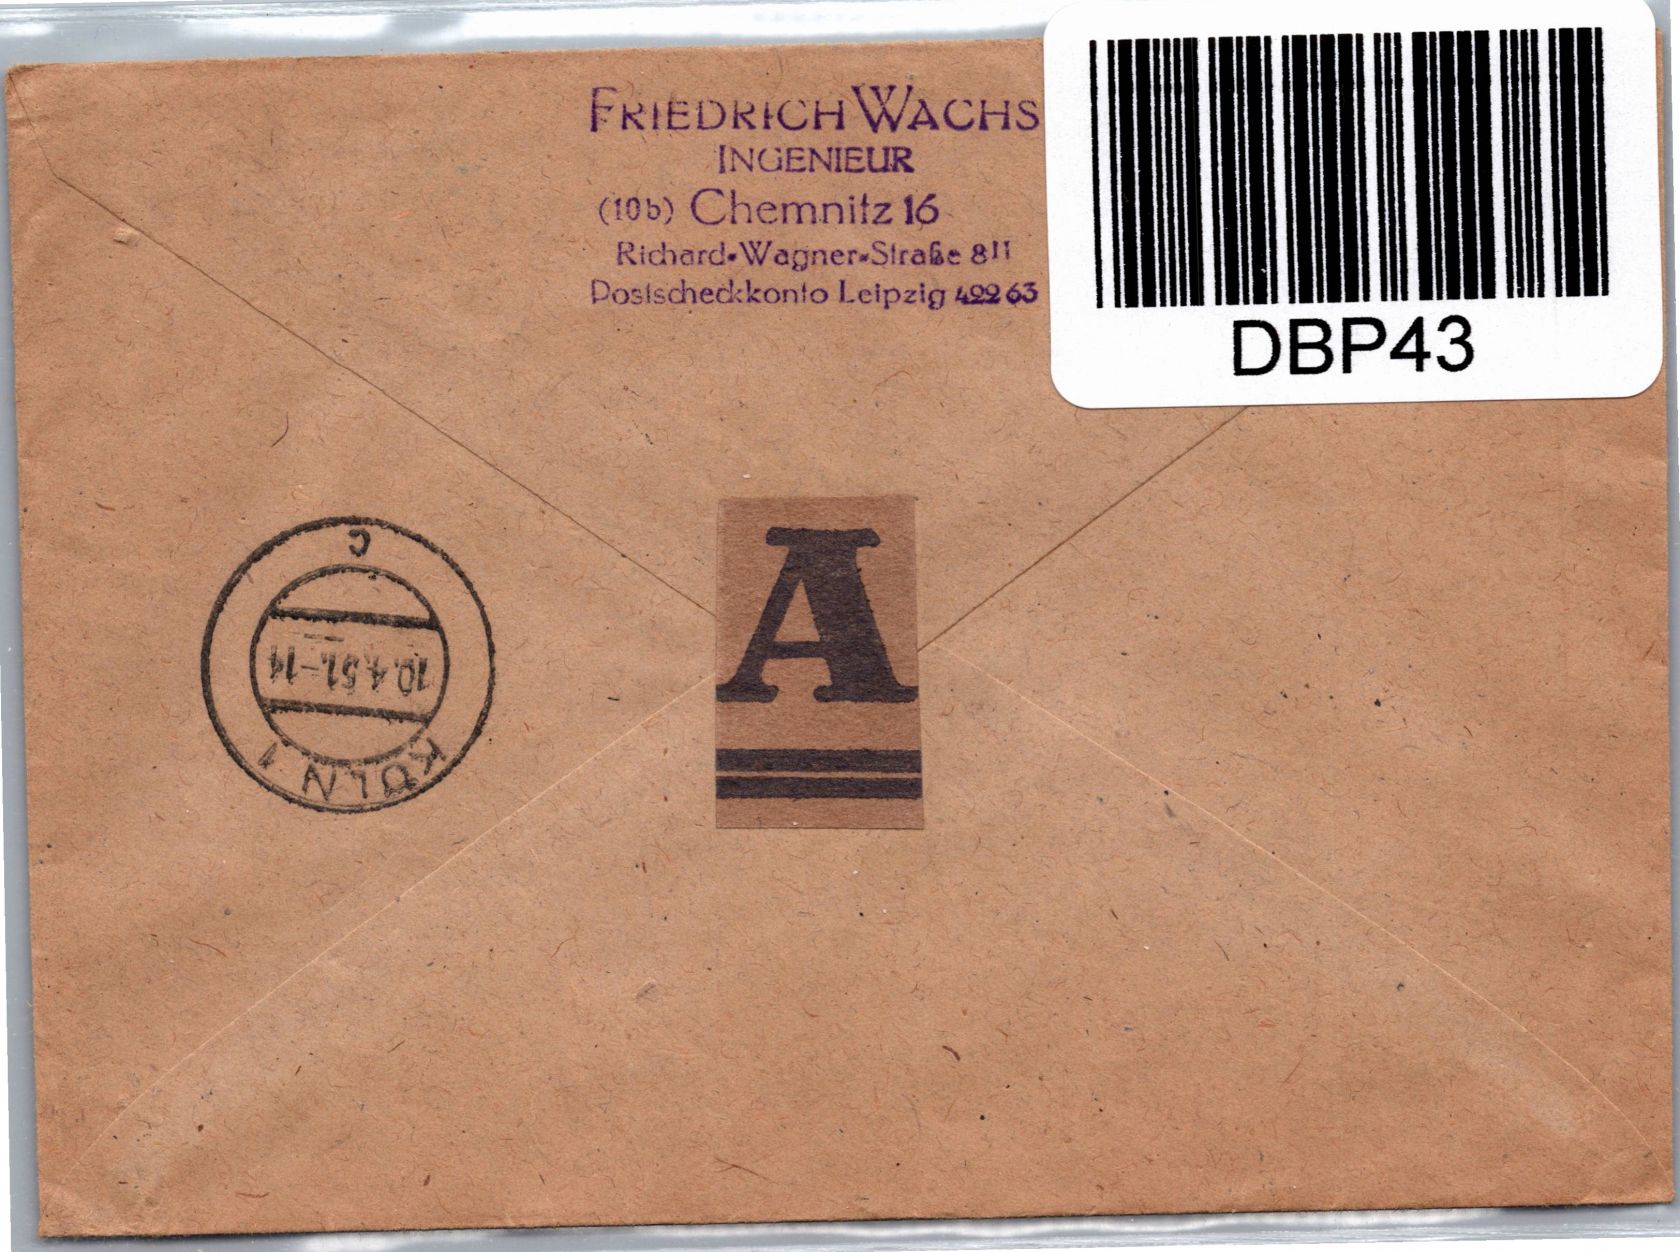 FRIEDRICH WACHS
INGENIEUR
(10b) Chemnitz 16
Richard-Wagner-Straße 8II
Postscheckkonto Leipzig 42263
DBP43
A
c
10.4.51.-14
KÖLN 1